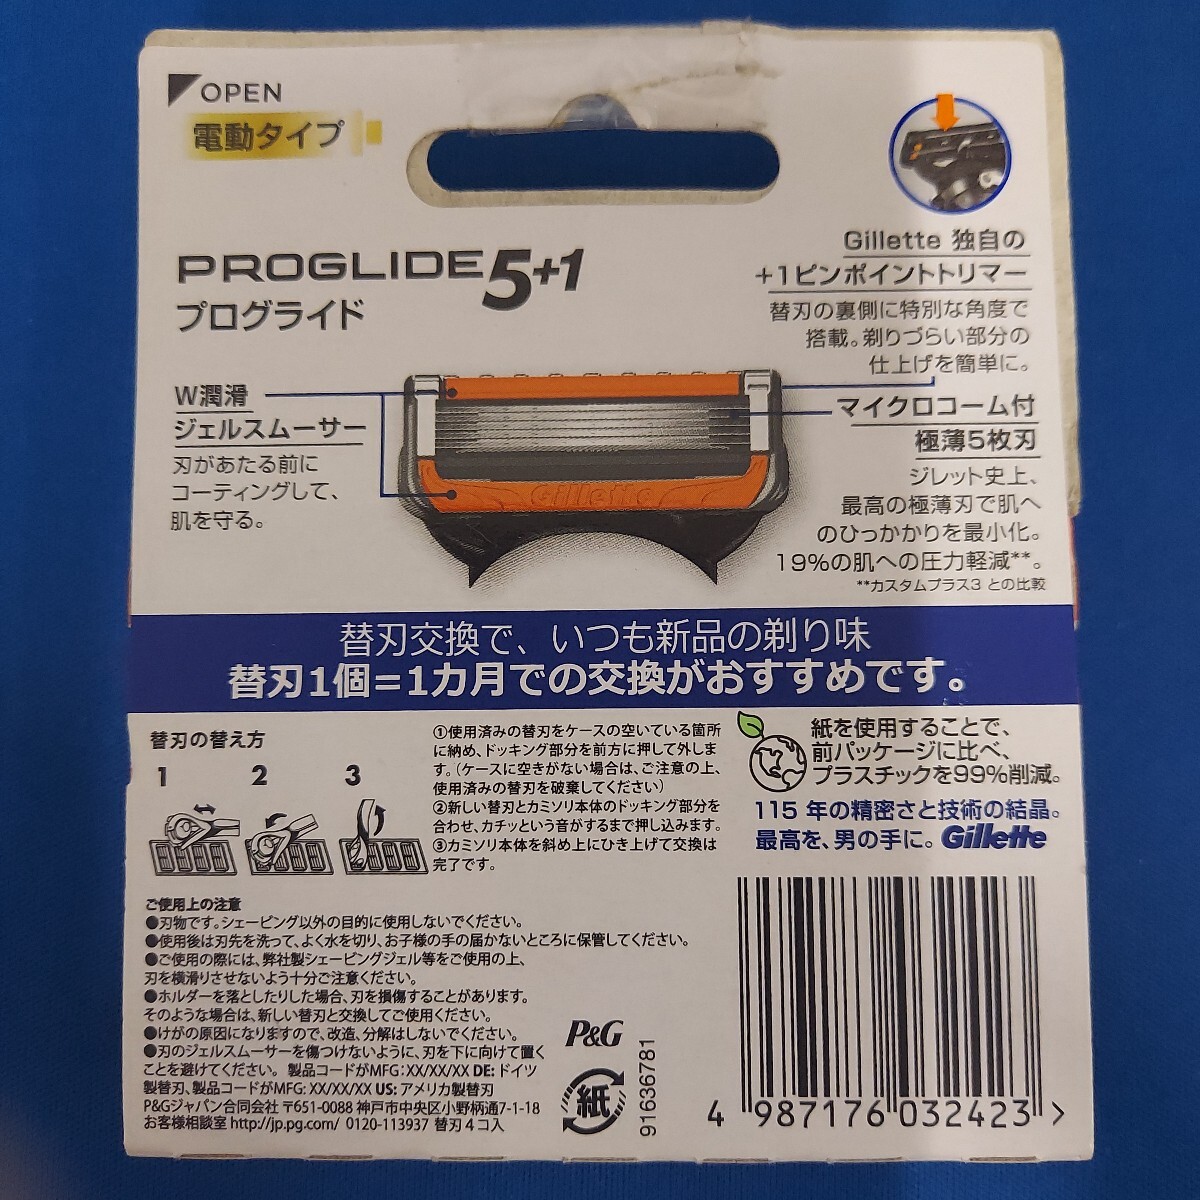 OPEN
電動タイプ
PROGLIDE 5+1
プログライド
Gillette 独自の
+1ピンポイントトリマー
替刃の裏側に特別な角度で
搭載。剃りづらい部分の
仕上げを簡単に。
W潤滑
ジェルスムーサー
刃があたる前に
コーティングして、
肌を守る。
Gillette
マイクロコーム付
極薄5枚刃
ジレット史上、
最高の極薄刃で肌へ
のひっかかりを最小化。
19%の肌への圧力軽減**。
**カスタムプラス3 との比較
替刃交換で、いつも新品の剃り味
替刃1個=1カ月での交換がおすすめです。
替刃の替え方
1 2 3
①使用済みの替刃をケースの空いている箇所
に納め、ドッキング部分を前方に押して外しま
す。(ケースに空きがない場合は、ご注意の上、
使用済みの替刃を破棄してください)
②新しい替刃とカミソリ本体のドッキング部分を
合わせ、カチッという音がするまで押し込みます。
③カミソリ本体を斜め上にひき上げて交換は
完了です。
紙を使用することで、
前パッケージに比べ、
プラスチックを99%削減。
115 年の精密さと技術の結晶。
最高を、男の手に。Gillette
ご使用上の注意
●刃物です。シェービング以外の目的に使用しないでください。
●使用後は刃先を洗って、よく水を切り、お子様の手の届かないところに保管してください。
●ご使用の際には、弊社製シェービングジェル等をご使用の上、
刃を横滑りさせないよう十分ご注意ください。
●ホルダーを落としたりした場合、刃を損傷することがあります。
そのような場合は、新しい替刃と交換してご使用ください。
●けがの原因になりますので、改造、分解はしないでください。
●刃のジェルスムーサーを傷つけないように、刃を下に向けて置く
ことを避けてください。 製品コードがMFG:XX/XX/XX DE: ドイツ
製替刃、製品コードがMFG: XX/XX/XX US: アメリカ製替刃
P&Gジャパン合同会社 〒651-0088 神戸市中央区小野柄通7-1-18
お客様相談室 http://jp.pg.com/ 0120-113937 替刃4コ入
P&G
紙
91636781
4 987176 032423 >